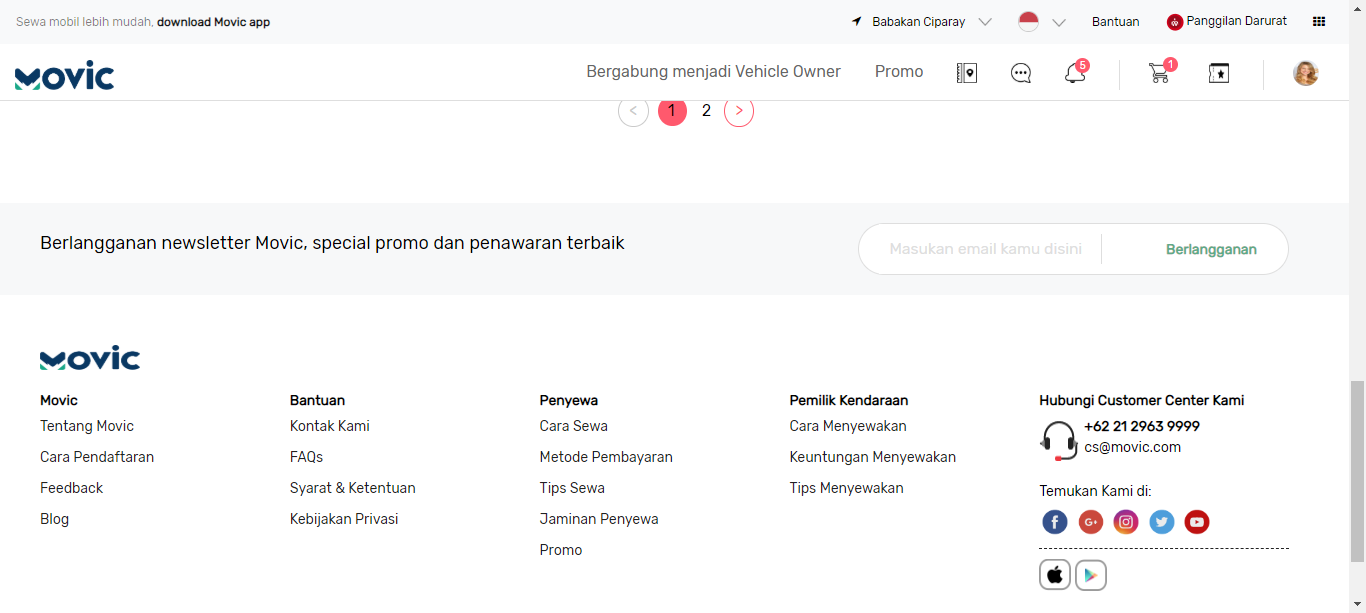 Sewa mobil lebih mudah, download Movic app
Babakan Ciparay
Bantuan
Panggilan Darurat
MOVIC
Bergabung menjadi Vehicle Owner
Promo
5
1
< 1 2 >
Berlangganan newsletter Movic, special promo dan penawaran terbaik
Masukan email kamu disini
Berlangganan
MOVIC
Movic
Tentang Movic
Cara Pendaftaran
Feedback
Blog
Bantuan
Kontak Kami
FAQs
Syarat & Ketentuan
Kebijakan Privasi
Penyewa
Cara Sewa
Metode Pembayaran
Tips Sewa
Jaminan Penyewa
Promo
Pemilik Kendaraan
Cara Menyewakan
Keuntungan Menyewakan
Tips Menyewakan
Hubungi Customer Center Kami
+62 21 2963 9999
cs@movic.com
Temukan Kami di: